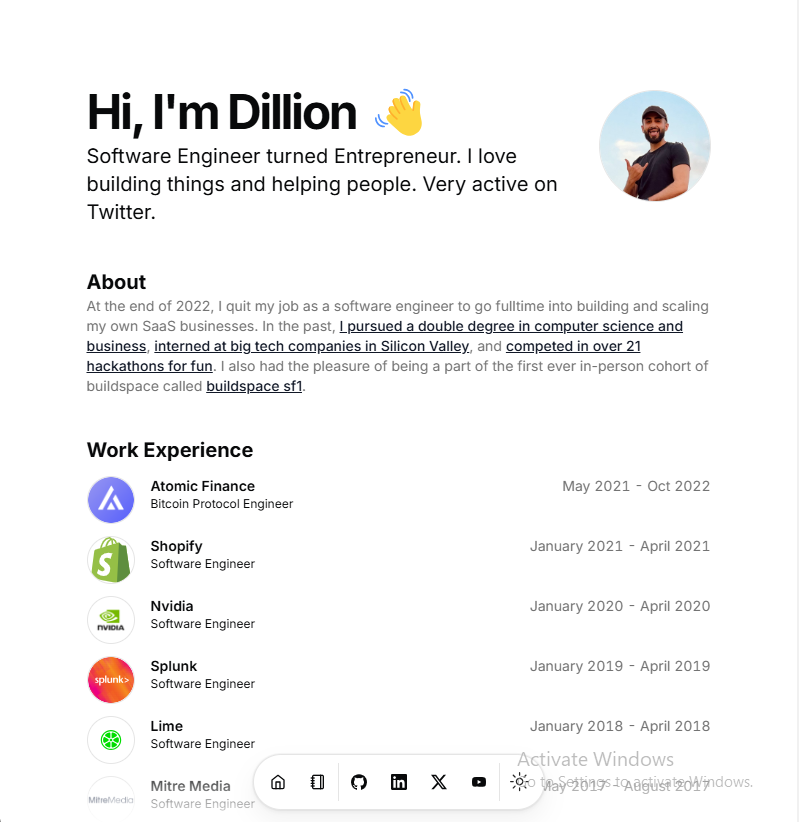 Hi, I'm Dillion 👋
Software Engineer turned Entrepreneur. I love
building things and helping people. Very active on
Twitter.
About
At the end of 2022, I quit my job as a software engineer to go fulltime into building and scaling
my own SaaS businesses. In the past, I pursued a double degree in computer science and
business, interned at big tech companies in Silicon Valley, and competed in over 21
hackathons for fun. I also had the pleasure of being a part of the first ever in-person cohort of
buildspace called buildspace sf1.
Work Experience
Atomic Finance May 2021 - Oct 2022
Bitcoin Protocol Engineer
Shopify January 2021 - April 2021
Software Engineer
NVIDIA
Nvidia January 2020 - April 2020
Software Engineer
splunk>
Splunk January 2019 - April 2019
Software Engineer
Lime January 2018 - April 2018
Software Engineer
MitreMedia
Mitre Media May 2017 - August 2017
Software Engineer
Activate Windows
Go to Settings to activate Windows.